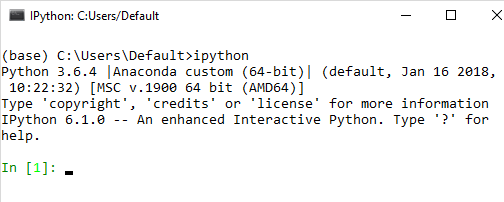 IPython: C:Users/Default
(base) C:\Users\Default>ipython
Python 3.6.4 |Anaconda custom (64-bit)| (default, Jan 16 2018,
 10:22:32) [MSC v.1900 64 bit (AMD64)]
Type 'copyright', 'credits' or 'license' for more information
IPython 6.1.0 -- An enhanced Interactive Python. Type '?' for
help.
In [1]: